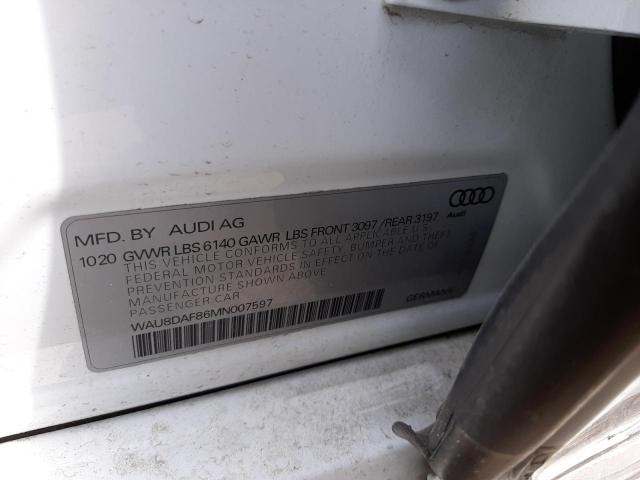 MFD. BY AUDI AG
Audi
1020 GVWR LBS 6140 GAWR LBS FRONT 3097 /REAR 3197
THIS VEHICLE CONFORMS TO ALL APPLICABLE U.S.
FEDERAL MOTOR VEHICLE SAFETY, BUMPER AND THEFT
PREVENTION STANDARDS IN EFFECT ON THE DATE OF
MANUFACTURE SHOWN ABOVE
PASSENGER CAR
WAU8DAF86MN007597
GERMANY